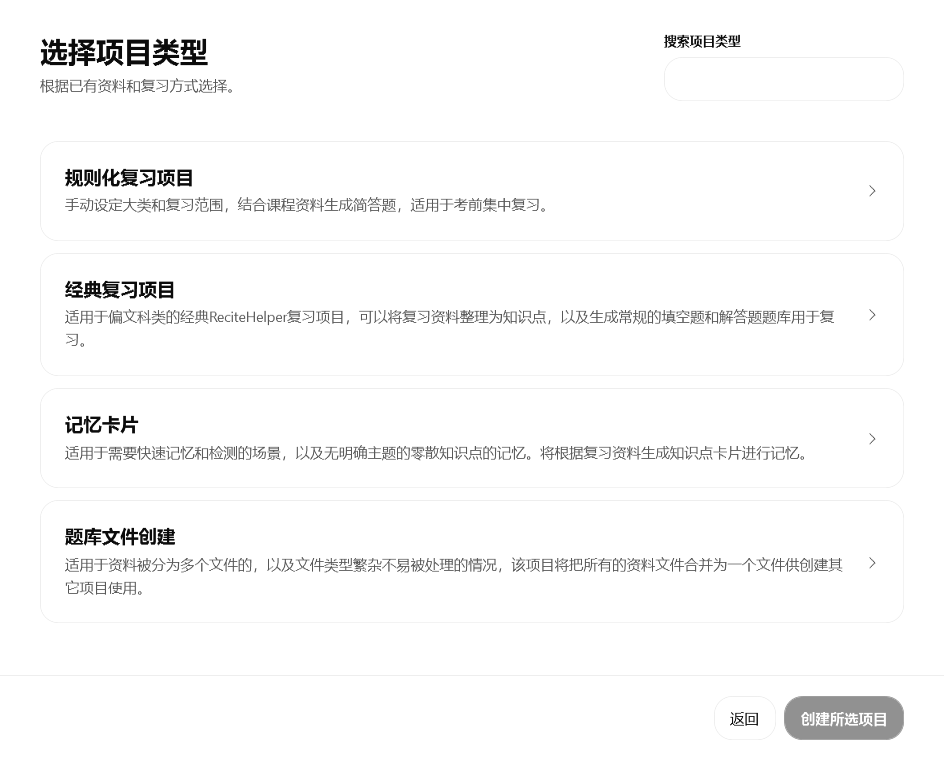 选择项目类型
根据已有资料和复习方式选择。
搜索项目类型
规则化复习项目
手动设定大类和复习范围，结合课程资料生成简答题，适用于考前集中复习。
经典复习项目
适用于偏文科类的经典ReciteHelper复习项目，可以将复习资料整理为知识点，以及生成常规的填空题和解答题题库用于复
习。
记忆卡片
适用于需要快速记忆和检测的场景，以及无明确主题的零散知识点的记忆。将根据复习资料生成知识点卡片进行记忆。
题库文件创建
适用于资料被分为多个文件的，以及文件类型繁杂不易被处理的情况，该项目将把所有的资料文件合并为一个文件供创建其
它项目使用。
返回
创建所选项目